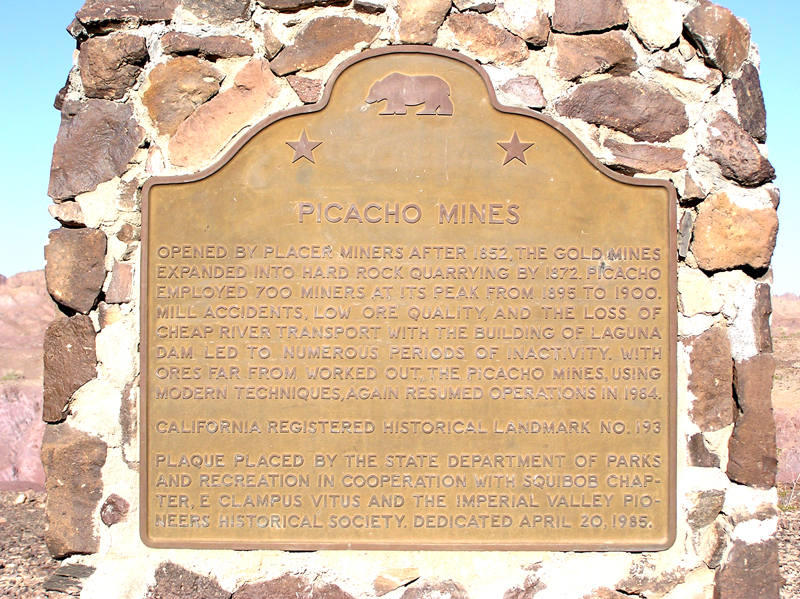 PICACHO MINES
OPENED BY PLACER MINERS AFTER 1852, THE GOLD MINES
EXPANDED INTO HARD ROCK QUARRYING BY 1872. PICACHO
EMPLOYED 700 MINERS AT ITS PEAK FROM 1895 TO 1900.
MILL ACCIDENTS, LOW ORE QUALITY, AND THE LOSS OF
CHEAP RIVER TRANSPORT WITH THE BUILDING OF LAGUNA
DAM LED TO NUMEROUS PERIODS OF INACTIVITY. WITH
ORES FAR FROM WORKED OUT, THE PICACHO MINES, USING
MODERN TECHNIQUES, AGAIN RESUMED OPERATIONS IN 1984.
CALIFORNIA REGISTERED HISTORICAL LANDMARK NO. 193
PLAQUE PLACED BY THE STATE DEPARTMENT OF PARKS
AND RECREATION IN COOPERATION WITH SQUIBOB CHAP-
TER, E CLAMPUS VITUS AND THE IMPERIAL VALLEY PIO-
NEERS HISTORICAL SOCIETY. DEDICATED APRIL 20, 1985.